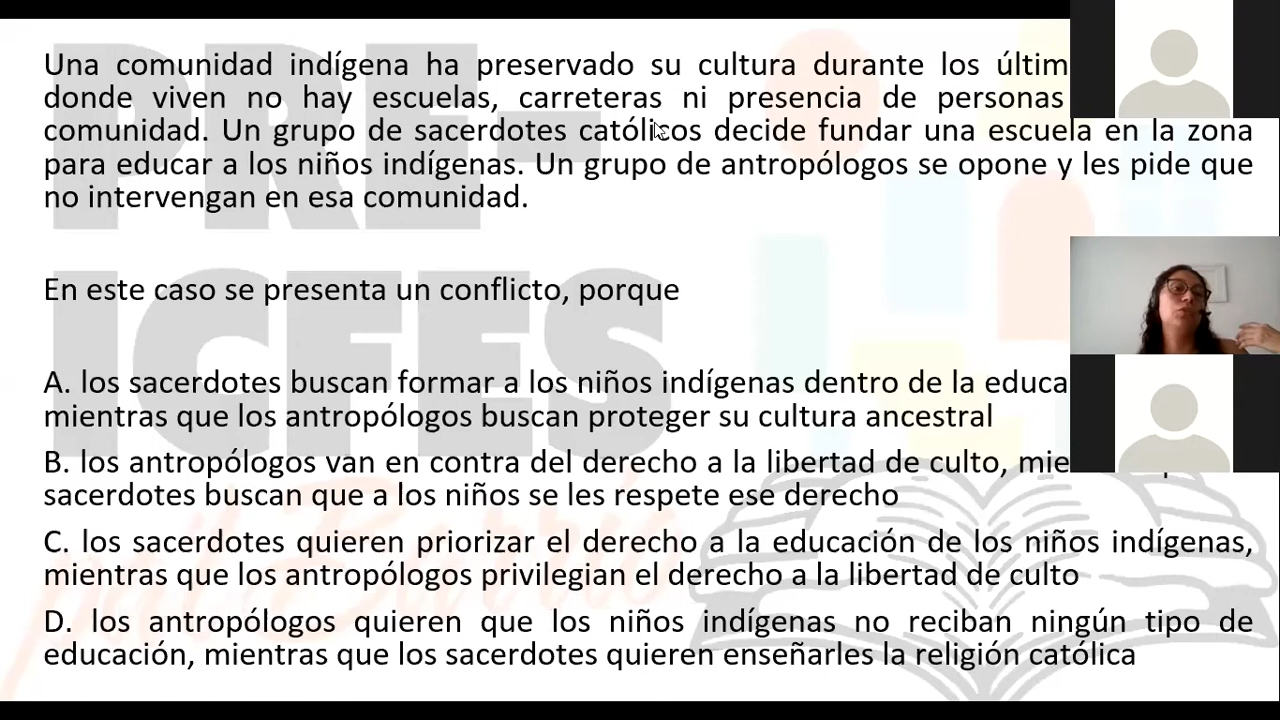 Una comunidad indígena ha preservado su cultura durante los
donde viven no hay escuelas, carreteras ni presencia de personas
comunidad. Un grupo de sacerdotes católicos decide fundar una escuela en la zona
para educar a los niños indígenas. Un grupo de antropólogos se opone y les pide que
no intervengan en esa comunidad.
En este caso se presenta un conflicto, porque
A. los sacerdotes buscan formar a los niños indígenas dentro de la
mientras que los antropólogos buscan proteger su cultura ancestral
B. los antropólogos van en contra del derecho a la libertad de culto,
sacerdotes buscan que a los niños se les respete ese derecho
C. los sacerdotes quieren priorizar el derecho a la educación de los niños indígenas,
mientras que los antropólogos privilegian el derecho a la libertad de culto
D. los antropólogos quieren que los niños indígenas no reciban ningún tipo de
educación, mientras que los sacerdotes quieren enseñarles la religión católica
PRE-
ICFES